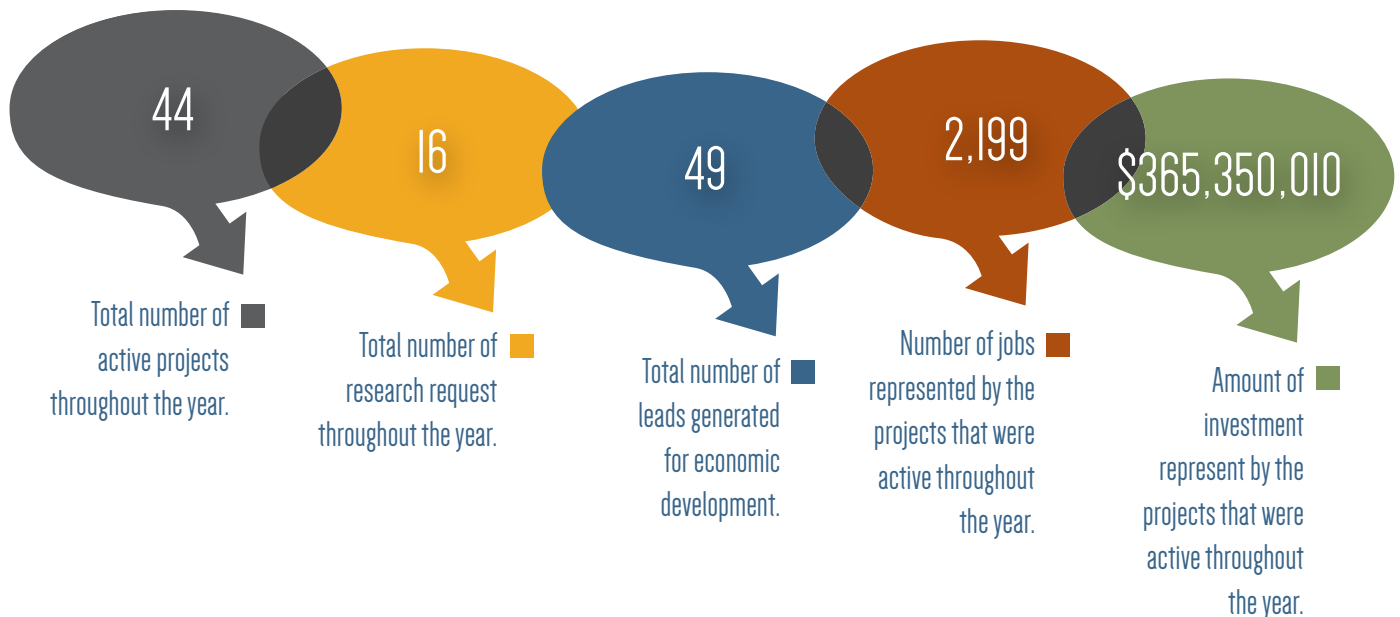 44
16
49
2,199
$365,350,010
Total number of
active projects
throughout the year.
Total number of
research request
throughout the year.
Total number of
leads generated
for economic
development.
Number of jobs
represented by the
projects that were
active throughout
the year.
Amount of
investment
represent by the
projects that were
active throughout
the year.